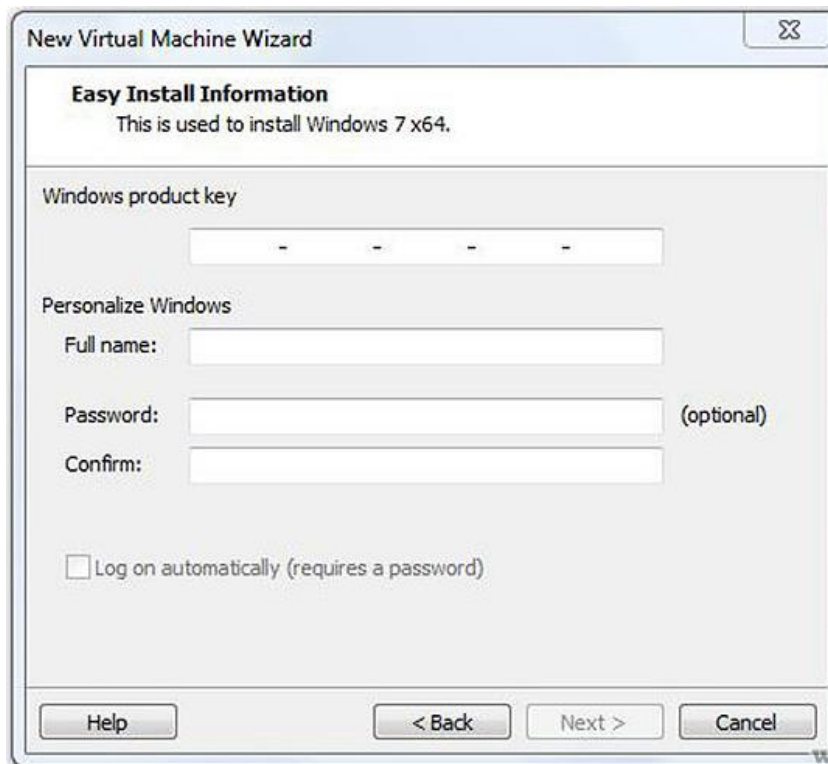 New Virtual Machine Wizard
Easy Install Information
This is used to install Windows 7 x64.
Windows product key
- - - -
Personalize Windows
Full name:
Password: (optional)
Confirm:
Log on automatically (requires a password)
Help < Back Next > Cancel